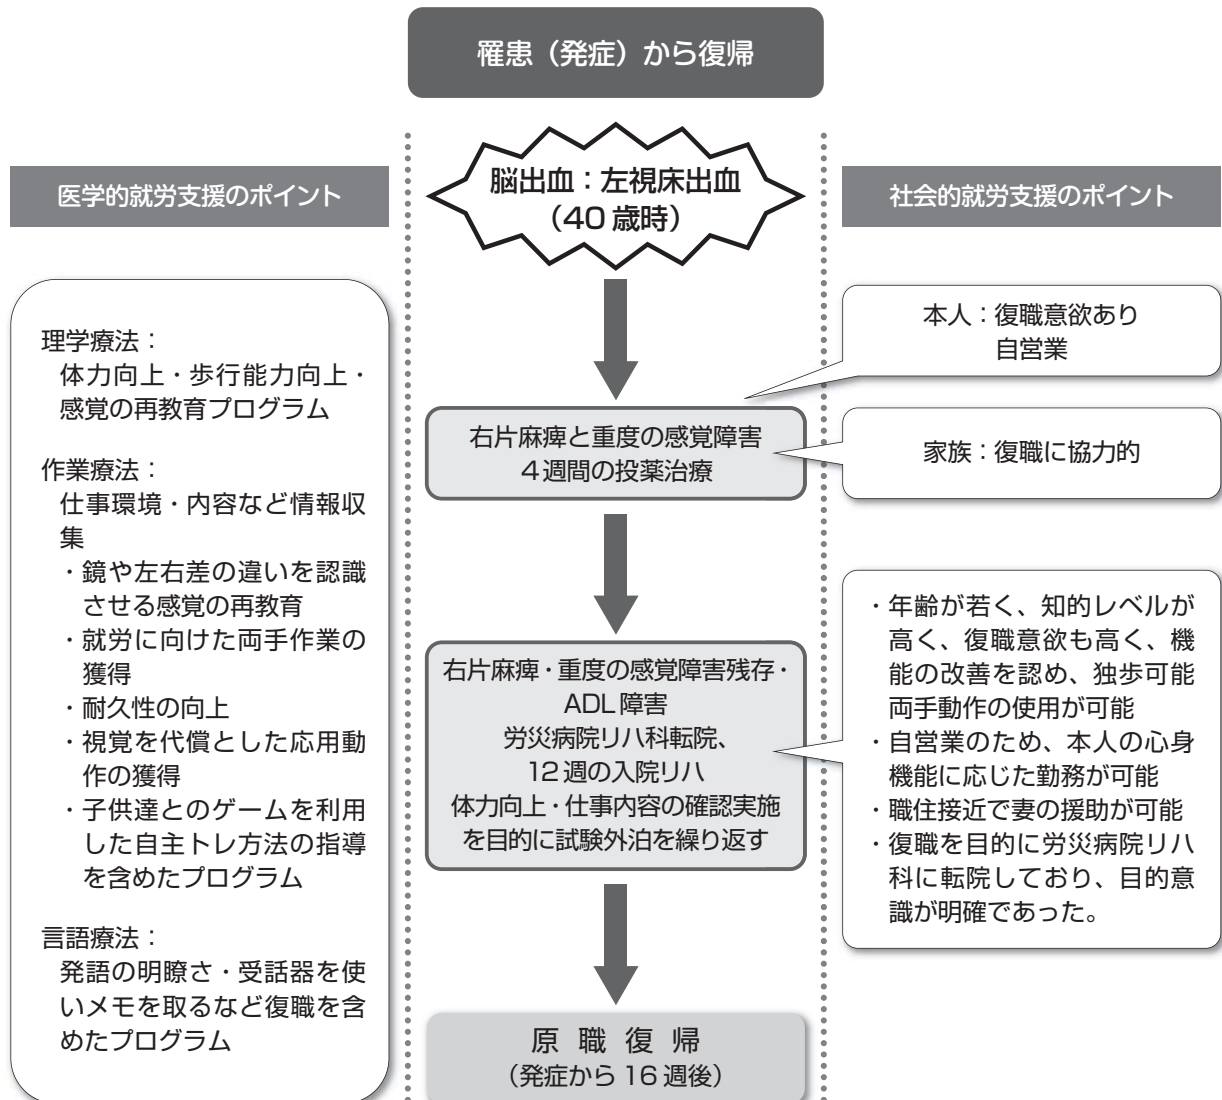 罹患（発症）から復帰
医学的就労支援のポイント
理学療法：
体力向上・歩行能力向上・
感覚の再教育プログラム
作業療法：
仕事環境・内容など情報収
集
・鏡や左右差の違いを認識
させる感覚の再教育
・就労に向けた両手作業の
獲得
・耐久性の向上
・視覚を代償とした応用動
作の獲得
・子供達とのゲームを利用
した自主トレ方法の指導
を含めたプログラム
言語療法：
発語の明瞭さ・受話器を使
いメモを取るなど復職を含
めたプログラム
脳出血：左視床出血
（40歳時）
右片麻痺と重度の感覚障害
4週間の投薬治療
右片麻痺・重度の感覚障害残存・
ADL障害
労災病院リハ科転院、
12週の入院リハ
体力向上・仕事内容の確認実施
を目的に試験外泊を繰り返す
原職復帰
（発症から16週後）
社会的就労支援のポイント
本人：復職意欲あり
自営業
家族：復職に協力的
・年齢が若く、知的レベルが
高く、復職意欲も高く、機
能の改善を認め、独歩可能
両手動作の使用が可能
・自営業のため、本人の心身
機能に応じた勤務が可能
・職住接近で妻の援助が可能
・復職を目的に労災病院リハ
科に転院しており、目的意
識が明確であった。